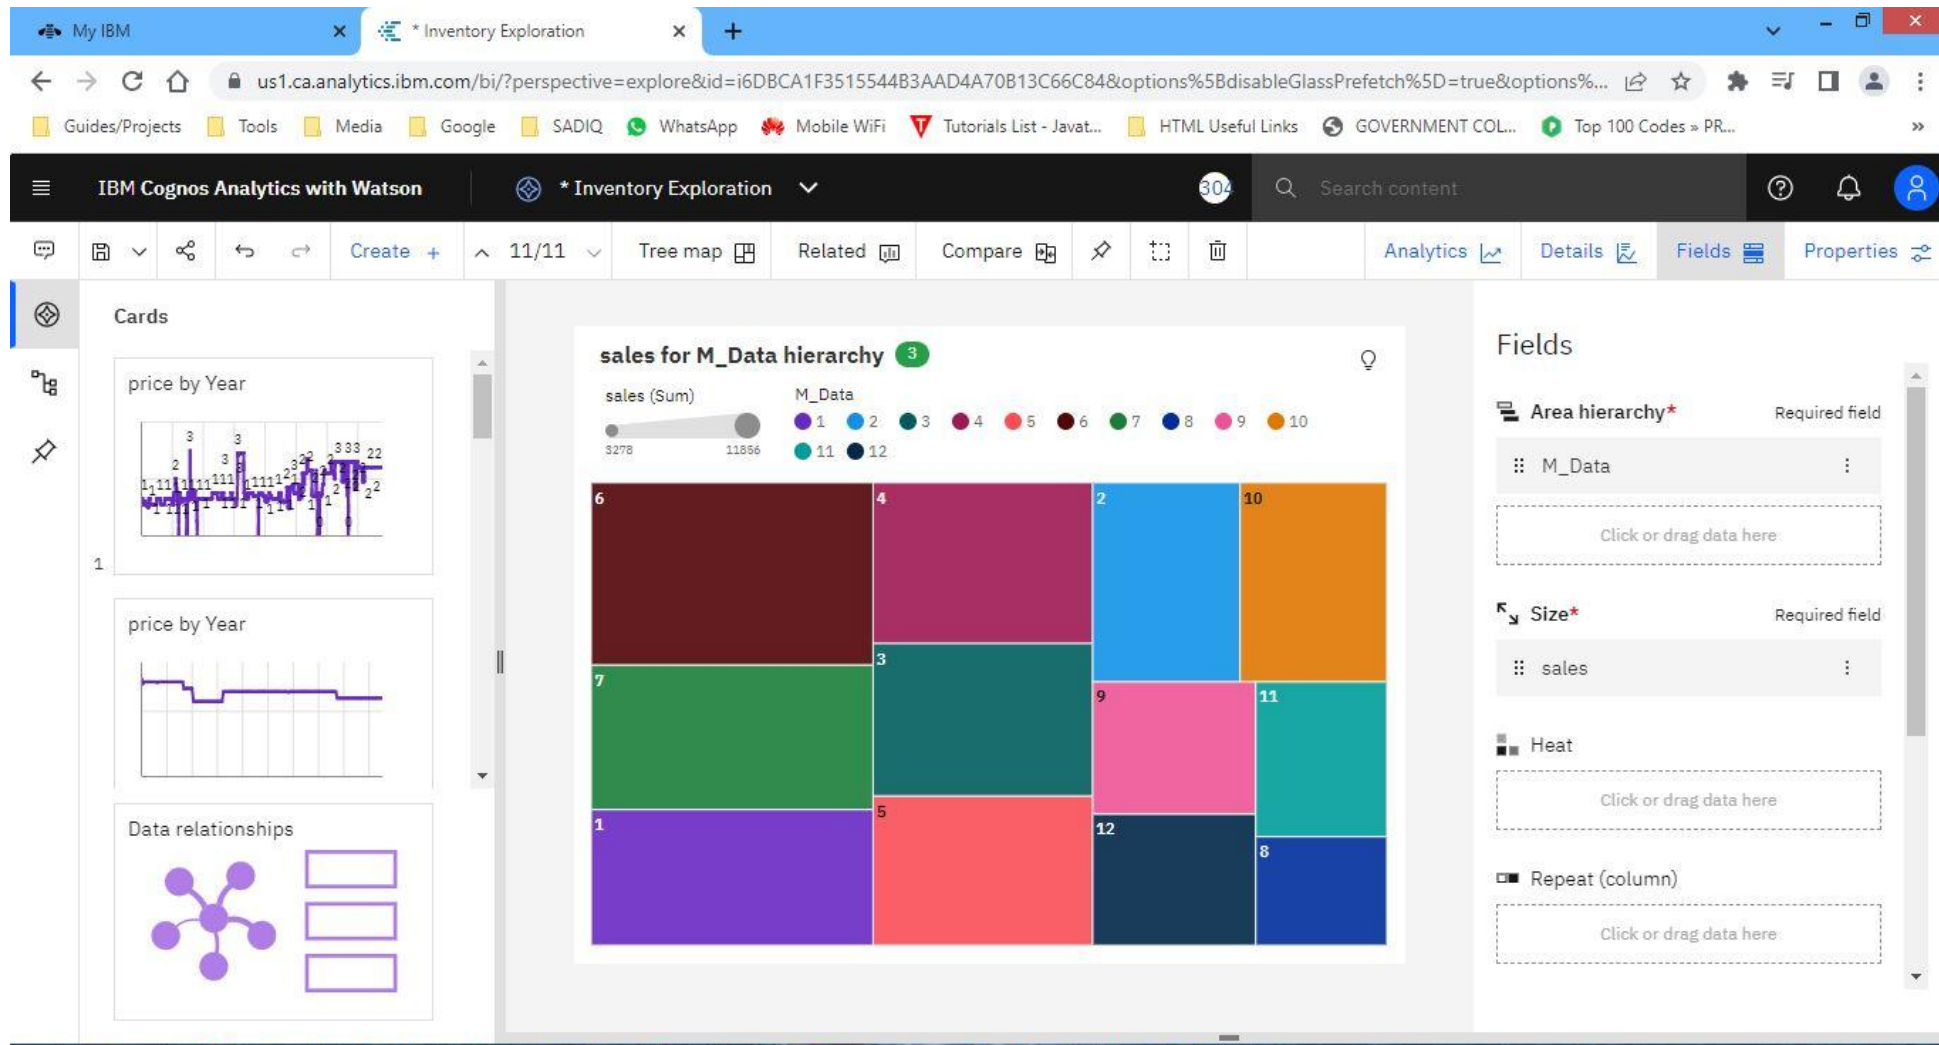 My IBM
* Inventory Exploration
us1.ca.analytics.ibm.com/bi/?perspective=explore&id=i6DBCA1F3515544B3AAD4A70B13C66C84&options%5BdisableGlassPrefetch%5D=true&options%...
Guides/Projects Tools Media Google SADIQ WhatsApp Mobile WiFi Tutorials List - Javat... HTML Useful Links GOVERNMENT COL... Top 100 Codes » PR... »
IBM Cognos Analytics with Watson * Inventory Exploration 304 Search content
Create + 11/11 Tree map Related Compare Analytics Details Fields Properties
Cards
price by Year
1
price by Year
Data relationships
sales for M_Data hierarchy 3
sales (Sum)
3278 11856
M_Data
1 2 3 4 5 6 7 8 9 10
11 12
6 4 2 10
3
7 9 11
5
1 12
8
Fields
Area hierarchy* Required field
M_Data
Click or drag data here
Size* Required field
sales
Heat
Click or drag data here
Repeat (column)
Click or drag data here